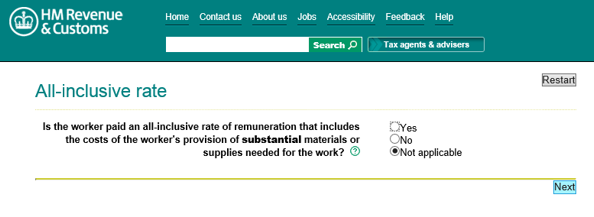 HM Revenue
& Customs
Home Contact us About us Jobs Accessibility Feedback Help
Search Tax agents & advisers
Restart
All-inclusive rate
Is the worker paid an all-inclusive rate of remuneration that includes
the costs of the worker's provision of substantial materials or
supplies needed for the work? ?
Yes
No
Not applicable
Next